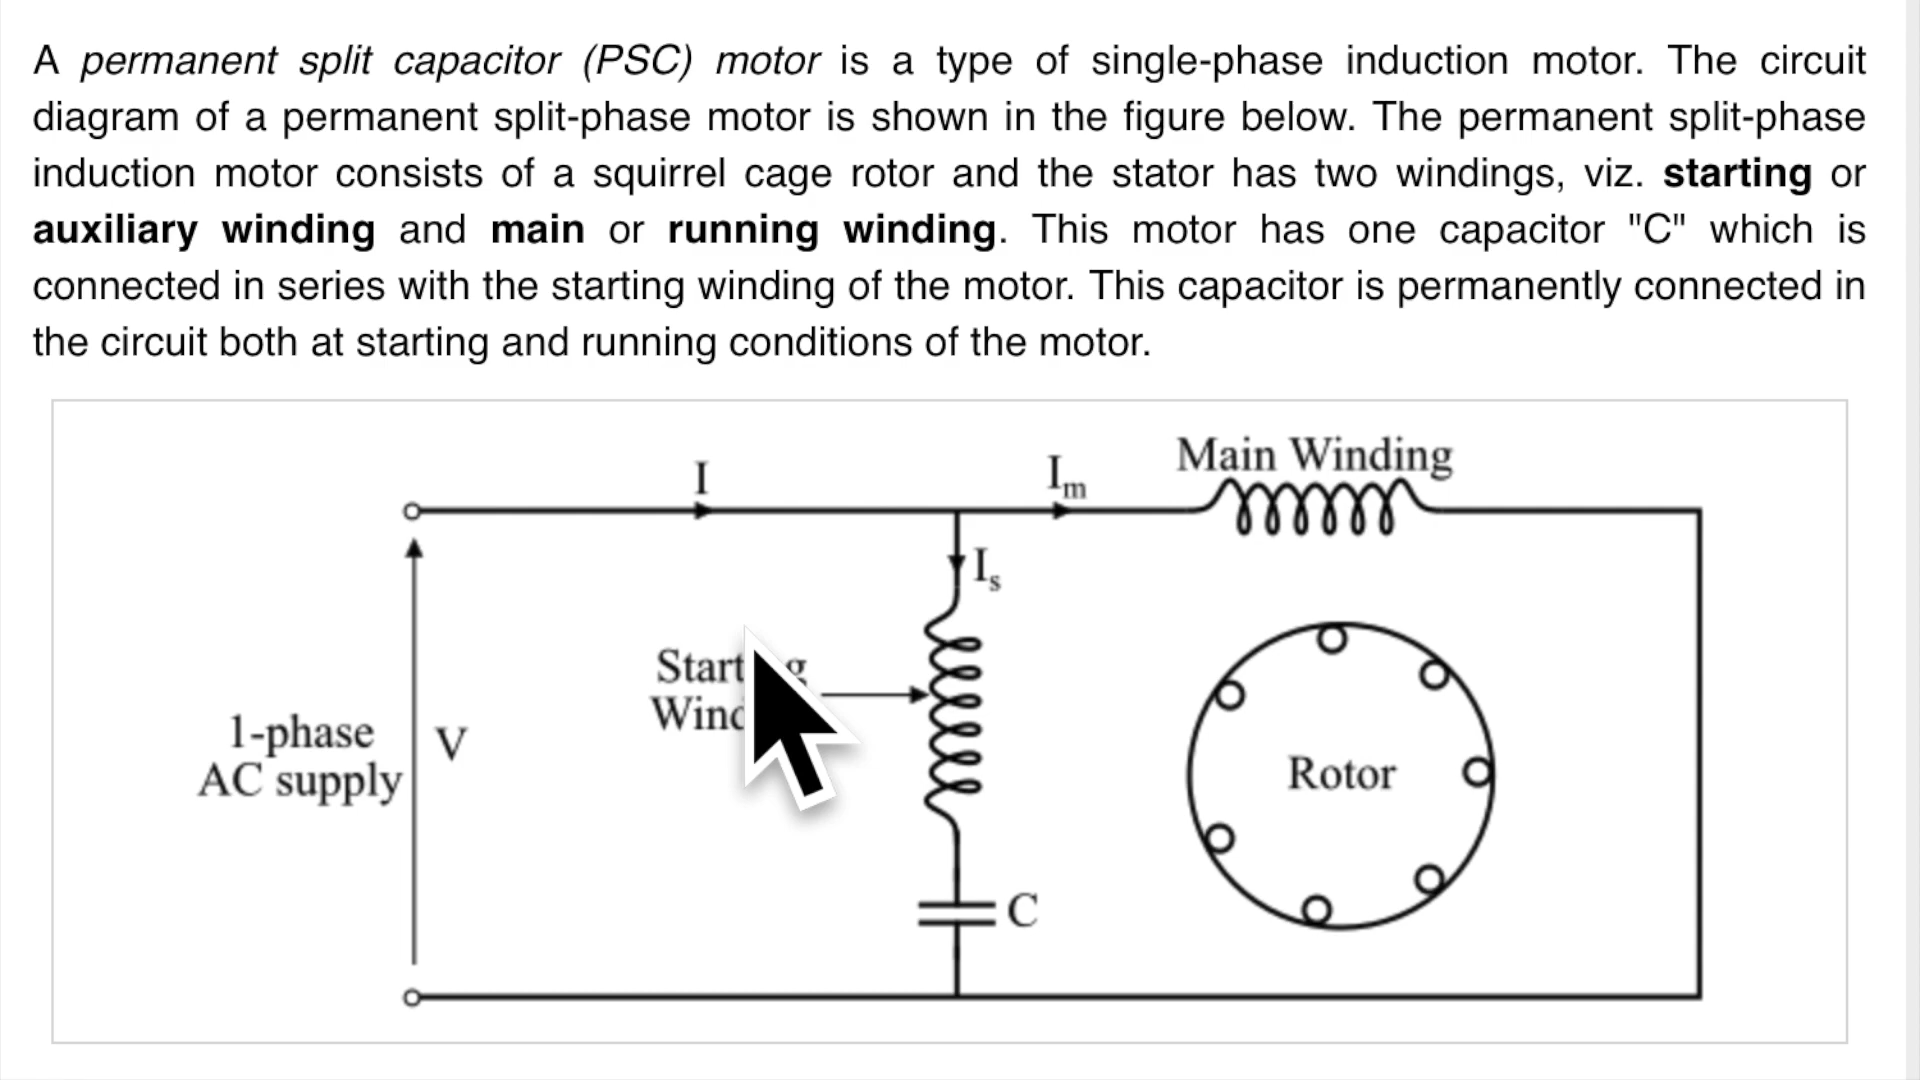 A permanent split capacitor (PSC) motor is a type of single-phase induction motor. The circuit
diagram of a permanent split-phase motor is shown in the figure below. The permanent split-phase
induction motor consists of a squirrel cage rotor and the stator has two windings, viz. starting or
auxiliary winding and main or running winding. This motor has one capacitor "C" which is
connected in series with the starting winding of the motor. This capacitor is permanently connected in
the circuit both at starting and running conditions of the motor.
Main Winding
I
Im
Is
1-phase
AC supply
V
Rotor
C